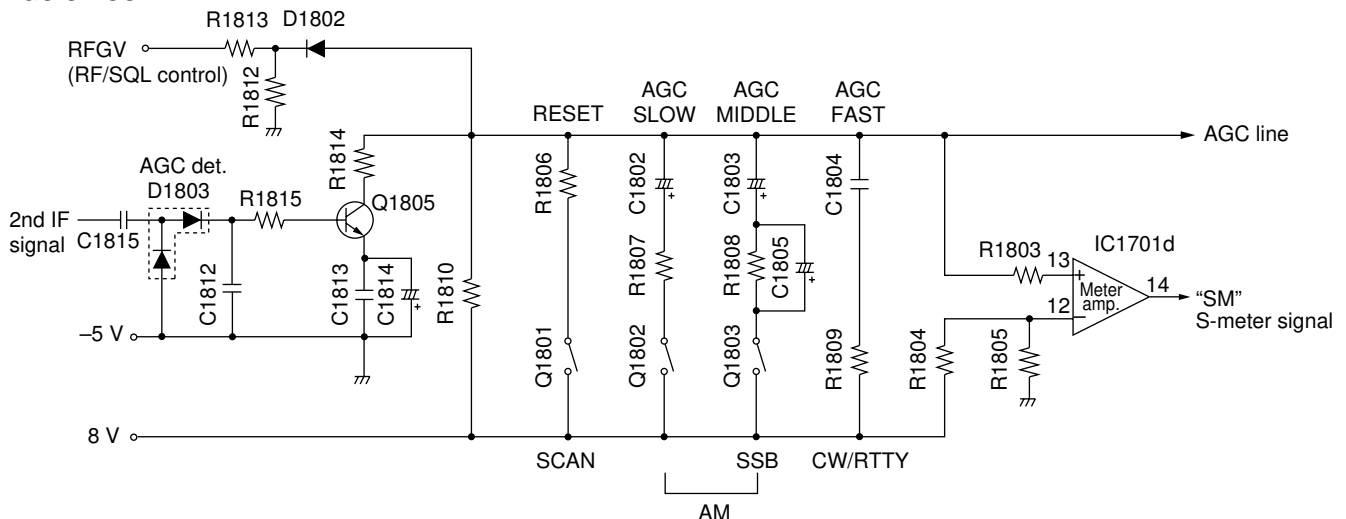 R1813
D1802
RFGV
(RF/SQL control)
R1812
AGC det.
D1803
R1814
R1815
Q1805
2nd IF
signal
C1815
C1812
C1813
C1814
R1810
–5 V
8 V
RESET
AGC
SLOW
AGC
MIDDLE
AGC
FAST
AGC line
R1806
C1802
+
C1803
+
C1804
R1807
R1808
C1805
+
Q1801
Q1802
Q1803
R1809
R1804
R1805
R1803
IC1701d
13
+
Meter
amp.
12
–
14
“SM”
S-meter signal
+
SCAN
SSB
CW/RTTY
AM